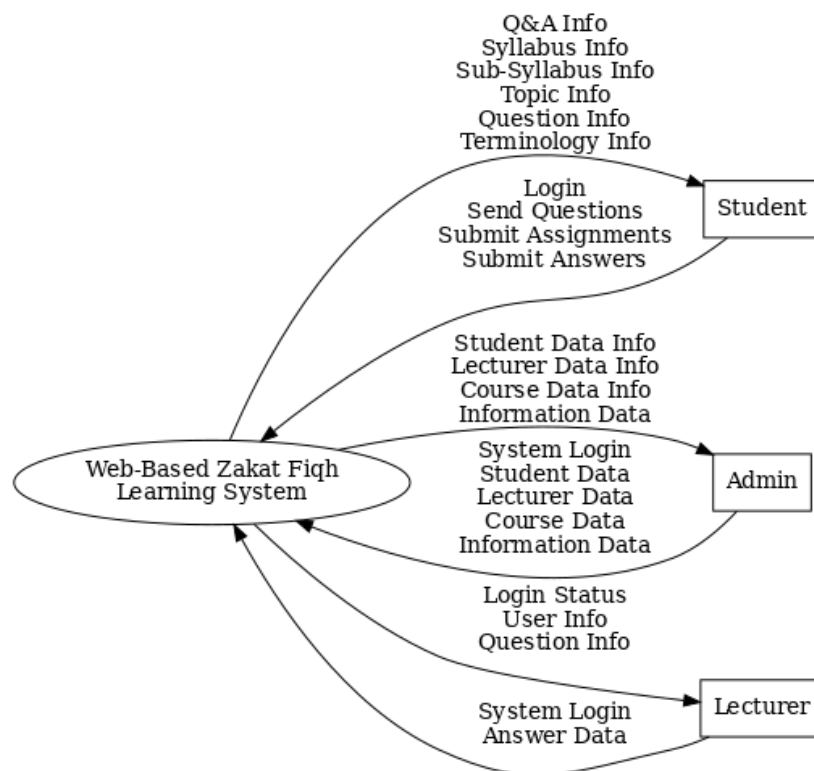 Q&A Info
Syllabus Info
Sub-Syllabus Info
Topic Info
Question Info
Terminology Info
Login
Send Questions
Submit Assignments
Submit Answers
Student
Student Data Info
Lecturer Data Info
Course Data Info
Information Data
System Login
Student Data
Lecturer Data
Course Data
Information Data
Admin
Web-Based Zakat Fiqh
Learning System
Login Status
User Info
Question Info
System Login
Answer Data
Lecturer